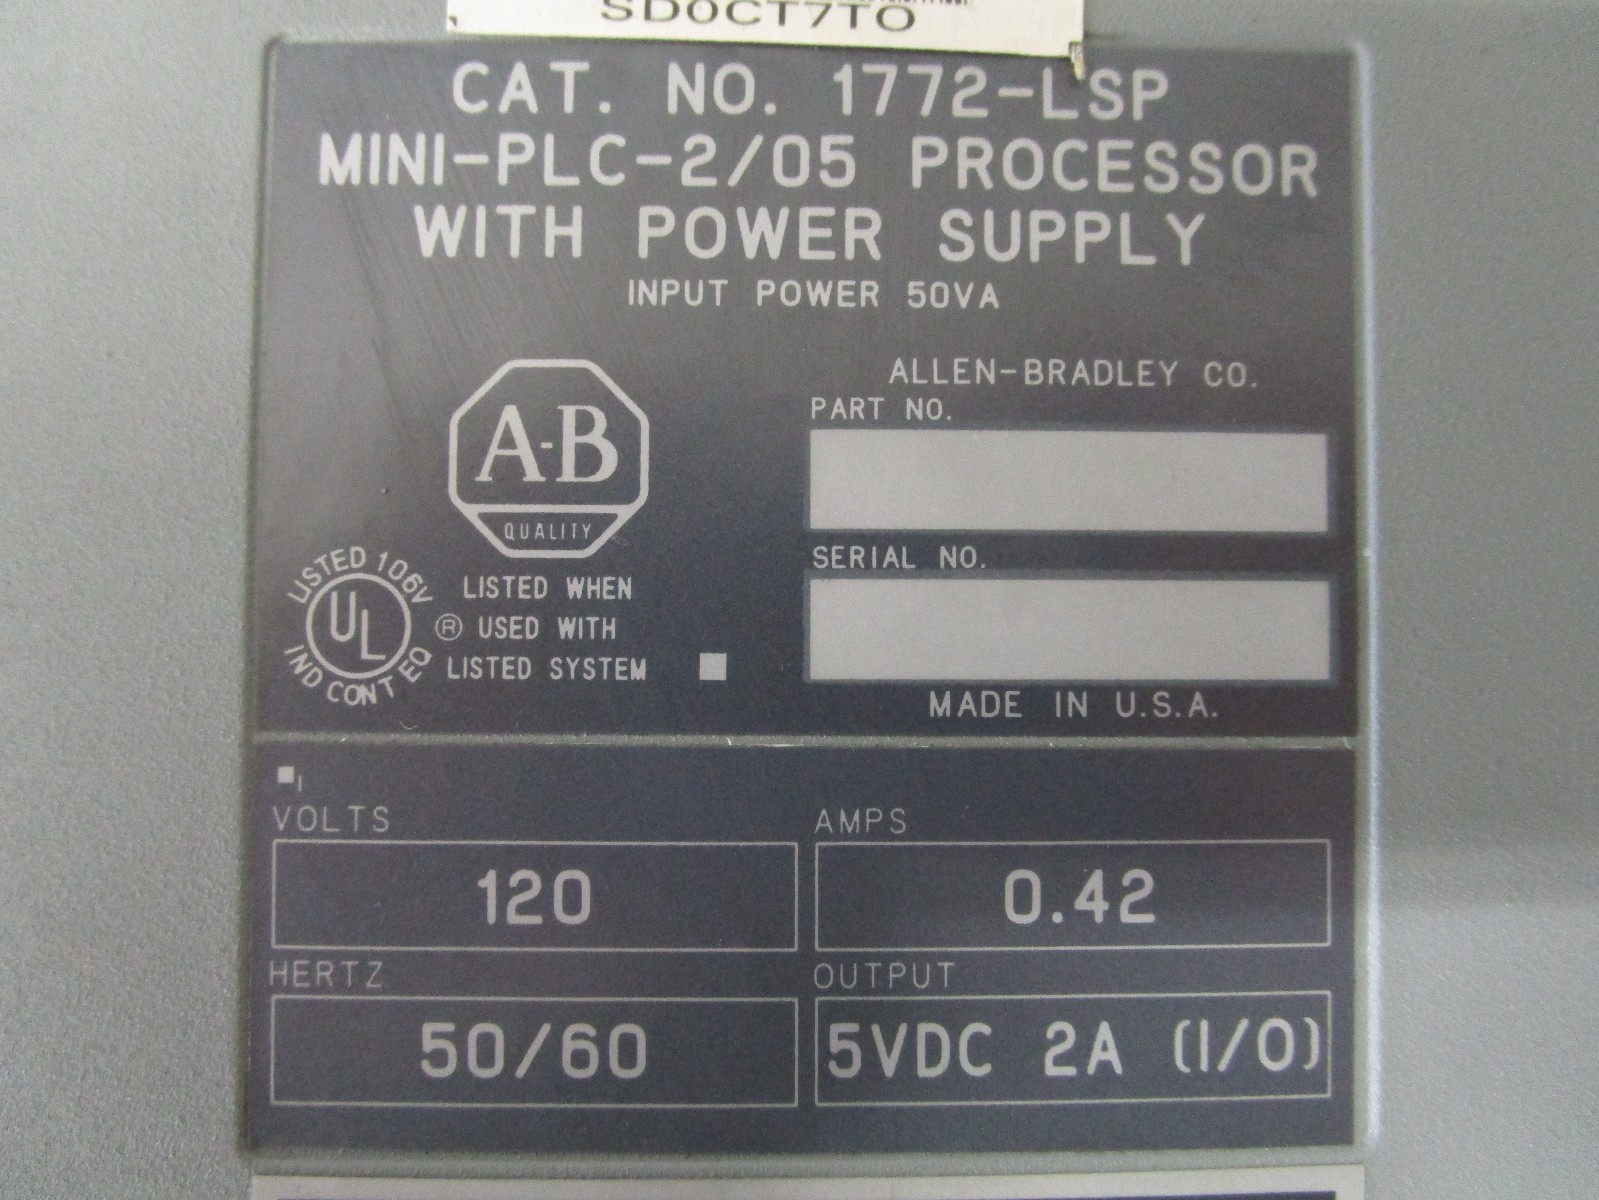 SD0CT7TO
CAT. NO. 1772-LSP
MINI-PLC-2/05 PROCESSOR
WITH POWER SUPPLY
INPUT POWER 50VA
A-B
QUALITY
ALLEN-BRADLEY CO.
PART NO.
SERIAL NO.
MADE IN U.S.A.
LISTED 106V
UL
IND CONT EQ
®
LISTED WHEN
USED WITH
LISTED SYSTEM
VOLTS
120
AMPS
0.42
HERTZ
50/60
OUTPUT
5VDC 2A (I/O)